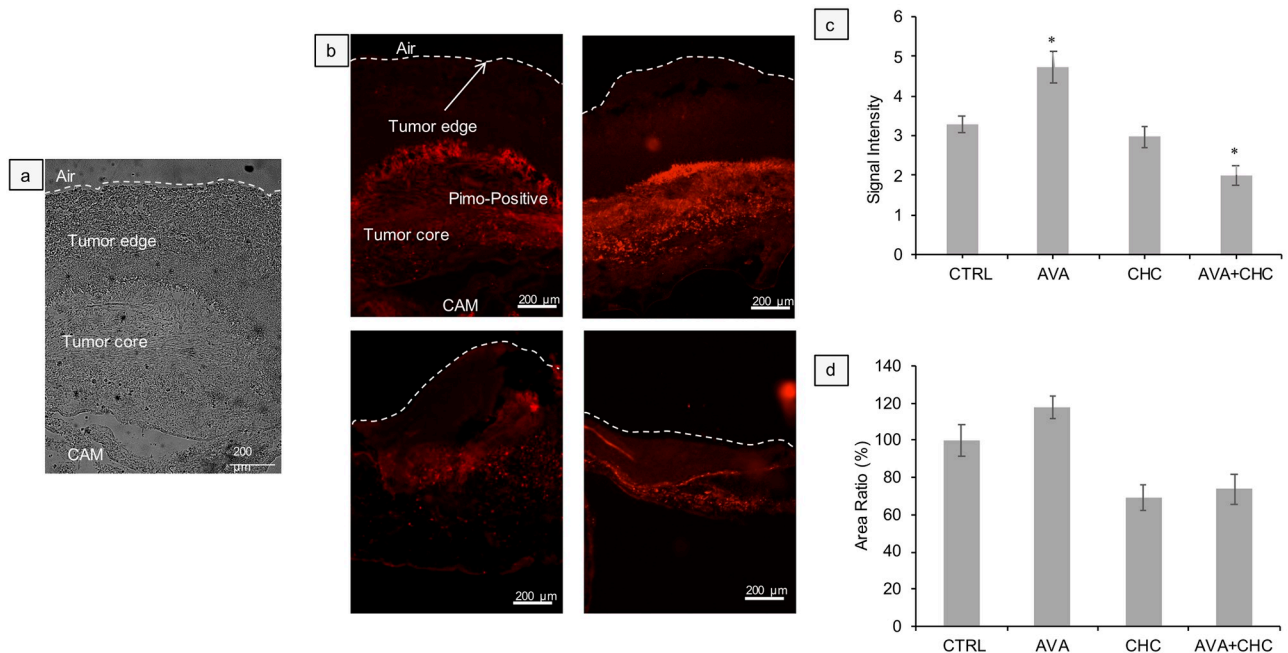 a
Air
Tumor edge
Tumor core
CAM
200
µm
b
Air
Tumor edge
Pimo-Positive
Tumor core
CAM
200 µm
200 µm
200 µm
200 µm
c
Signal Intensity
6
5
4
3
2
1
0
*
*
CTRL AVA CHC AVA+CHC
d
Area Ratio (%)
140
120
100
80
60
40
20
0
CTRL AVA CHC AVA+CHC